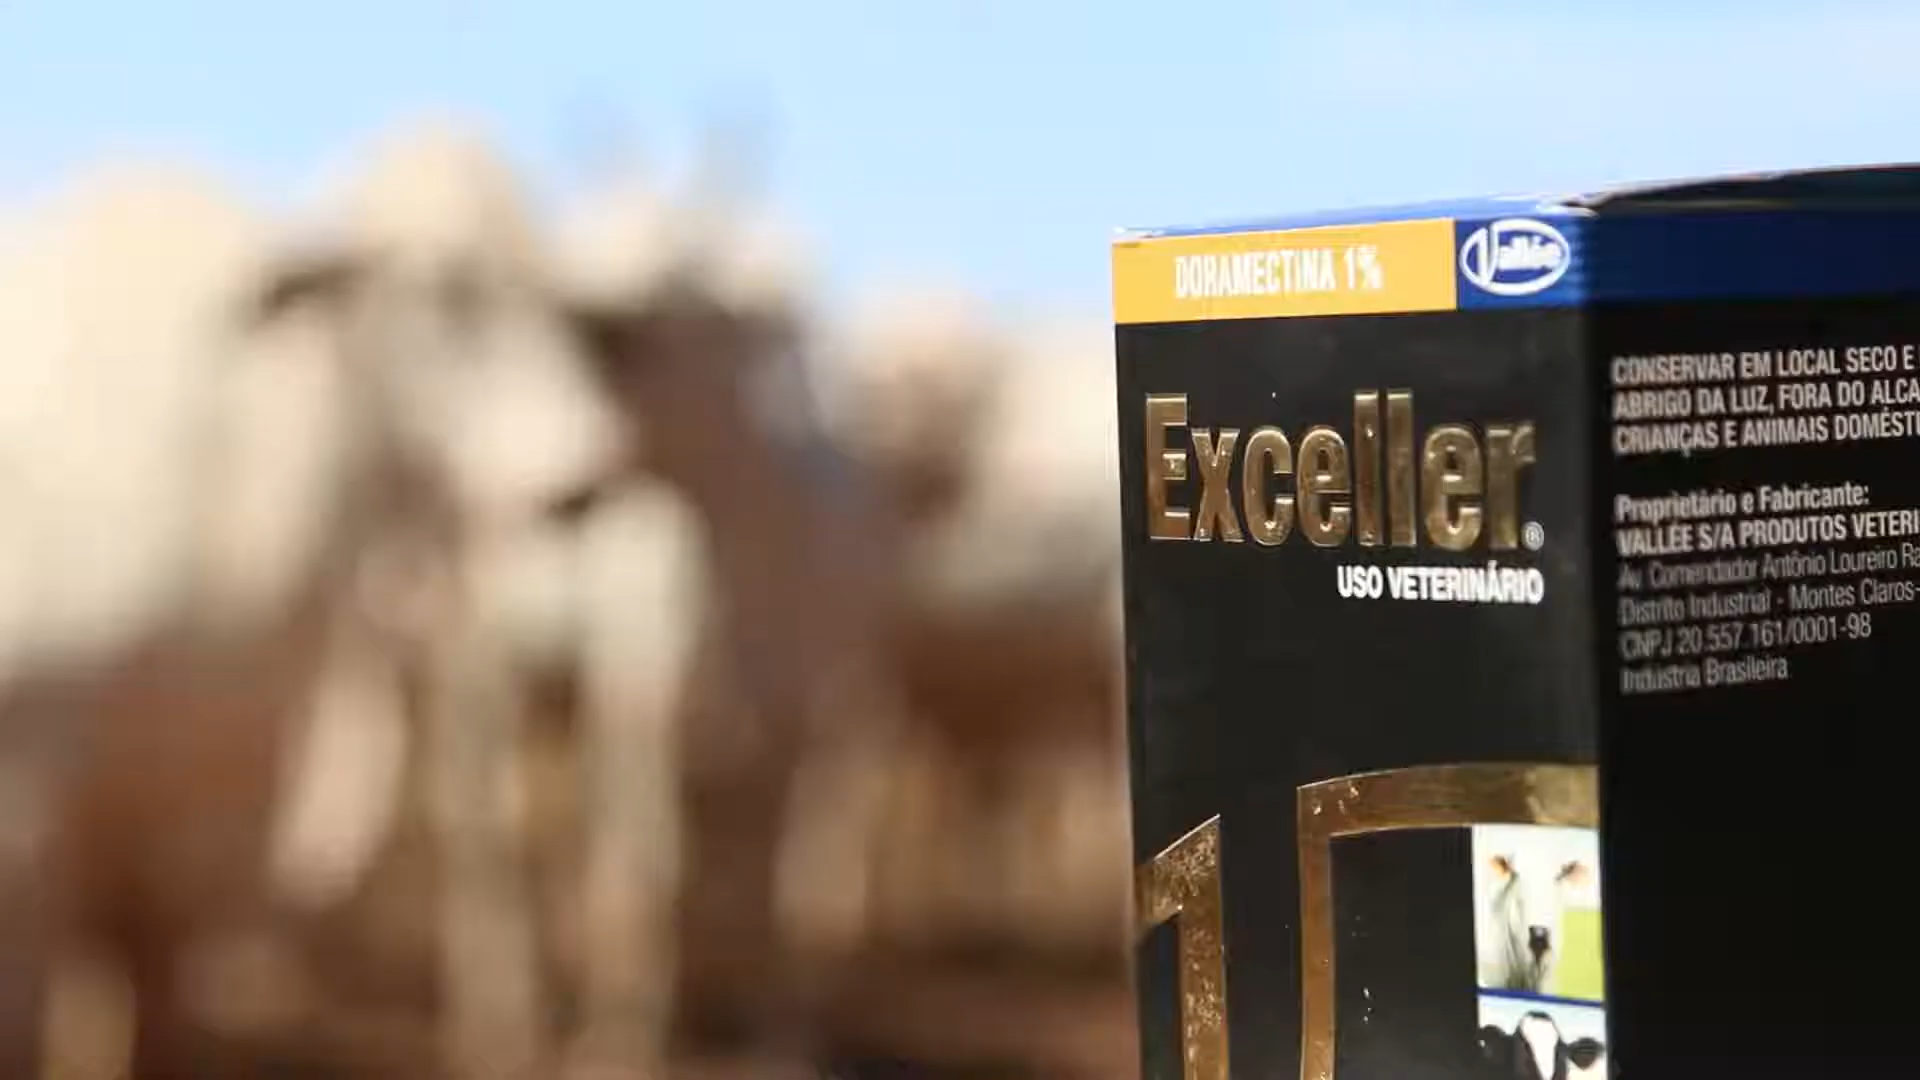 DORAMECTINA 1%
Vallée
Exceller®
USO VETERINÁRIO
10
CONSERVAR EM LOCAL SECO E
ABRIGO DA LUZ, FORA DO ALCA
CRIANÇAS E ANIMAIS DOMÉSTI
Proprietário e Fabricante:
VALLÉE S/A PRODUTOS VETERI
Av. Comendador Antônio Loureiro Ra
Distrito Industrial - Montes Claros-
CNPJ 20.557.161/0001-98
Indústria Brasileira